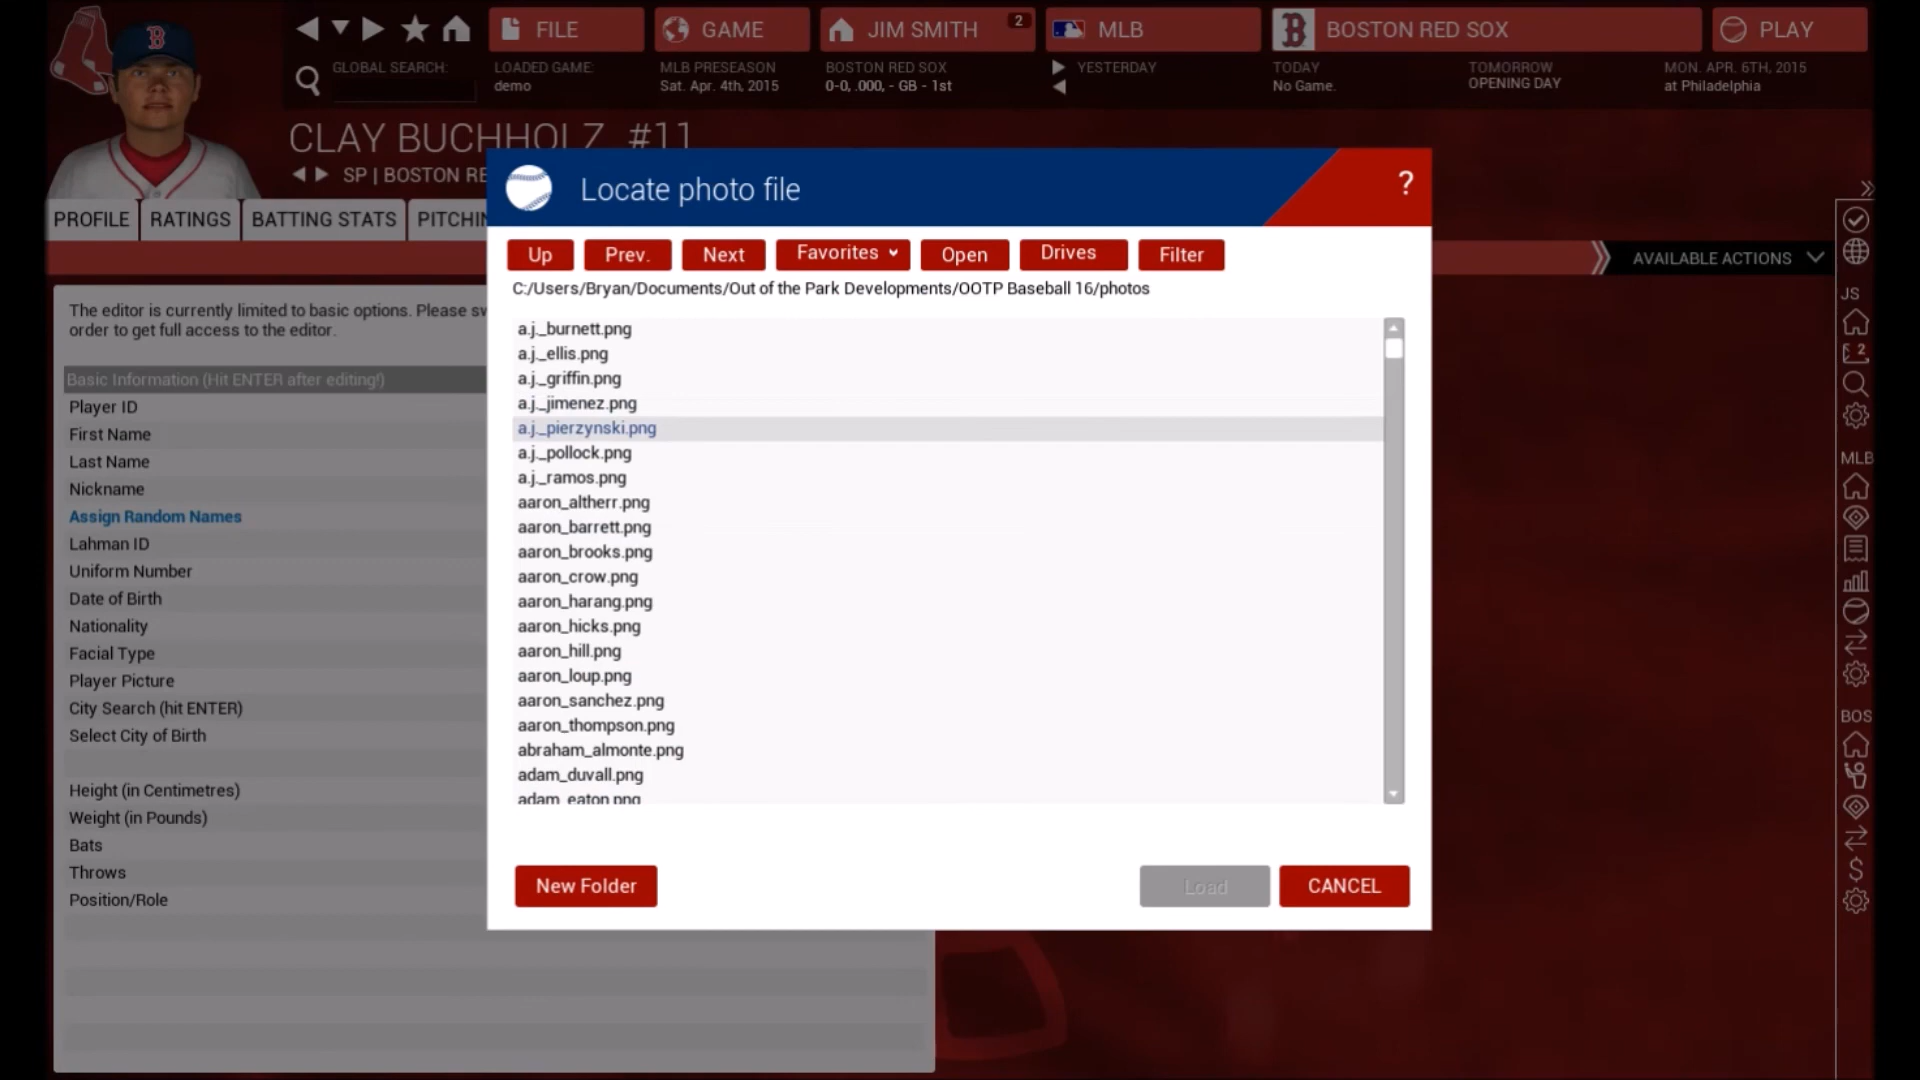 FILE
GAME
JIM SMITH
2
MLB
B
BOSTON RED SOX
PLAY
GLOBAL SEARCH:
LOADED GAME:
demo
MLB PRESEASON
Sat. Apr. 4th, 2015
BOSTON RED SOX
0-0, .000, - GB - 1st
YESTERDAY
TODAY
No Game.
TOMORROW
OPENING DAY
MON. APR. 6TH, 2015
at Philadelphia
CLAY BUCHHOLZ #11
SP | BOSTON RE
PROFILE
RATINGS
BATTING STATS
PITCHIN
AVAILABLE ACTIONS
The editor is currently limited to basic options. Please sw
order to get full access to the editor.
Basic Information (Hit ENTER after editing!)
Player ID
First Name
Last Name
Nickname
Assign Random Names
Lahman ID
Uniform Number
Date of Birth
Nationality
Facial Type
Player Picture
City Search (hit ENTER)
Select City of Birth
Height (in Centimetres)
Weight (in Pounds)
Bats
Throws
Position/Role
Locate photo file
?
Up
Prev.
Next
Favorites
Open
Drives
Filter
C:/Users/Bryan/Documents/Out of the Park Developments/OOTP Baseball 16/photos
a.j._burnett.png
a.j._ellis.png
a.j._griffin.png
a.j._jimenez.png
a.j._pierzynski.png
a.j._pollock.png
a.j._ramos.png
aaron_altherr.png
aaron_barrett.png
aaron_brooks.png
aaron_crow.png
aaron_harang.png
aaron_hicks.png
aaron_hill.png
aaron_loup.png
aaron_sanchez.png
aaron_thompson.png
abraham_almonte.png
adam_duvall.png
adam_eaton.png
New Folder
Load
CANCEL
JS
2
MLB
BOS
$